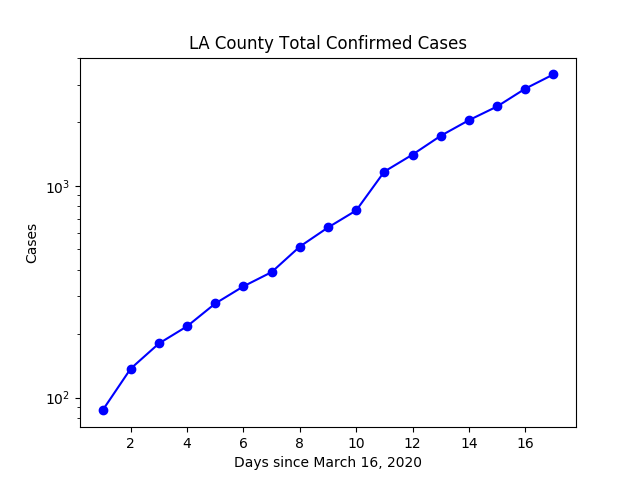 LA County Total Confirmed Cases
10³
Cases
10²
2 4 6 8 10 12 14 16
Days since March 16, 2020